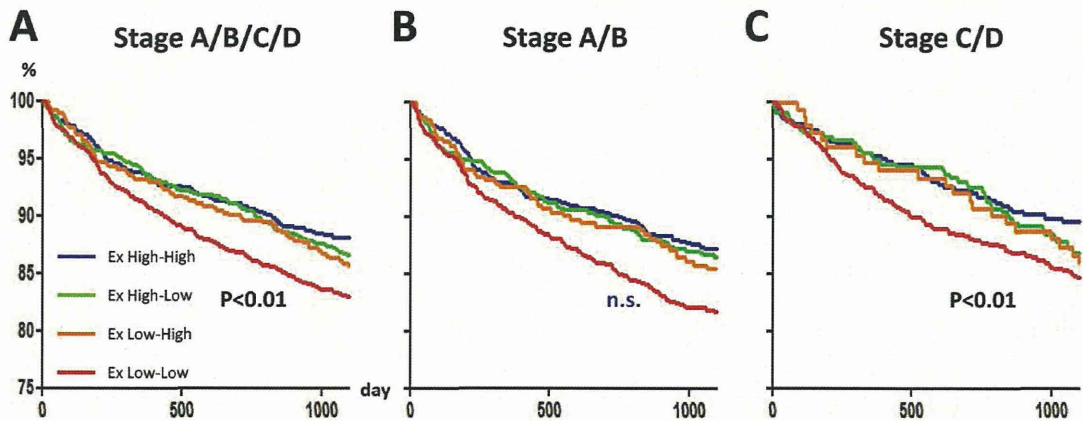 A Stage A/B/C/D
B Stage A/B
C Stage C/D
%
100
95
90
85
80
75
Ex High-High
Ex High-Low
Ex Low-High
Ex Low-Low
P<0.01
n.s.
P<0.01
0 500 1000 day
0 500 1000
0 500 1000